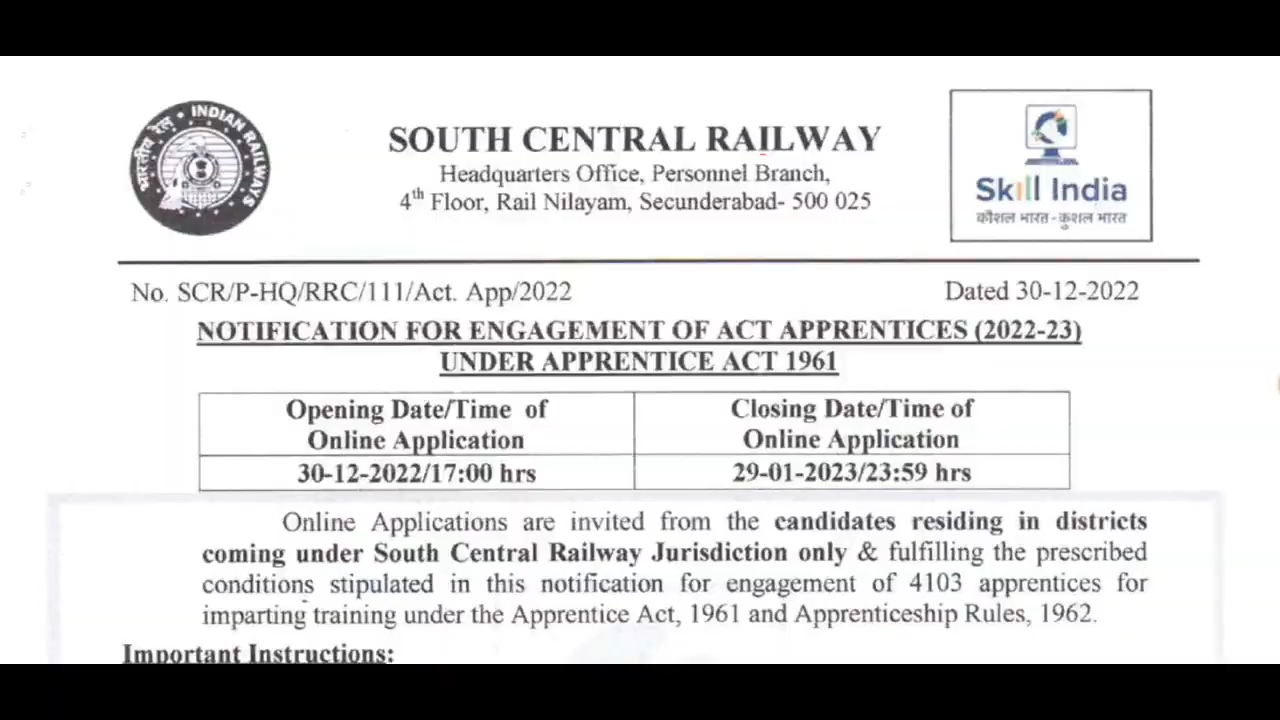 भारतीय रेल • INDIAN RAILWAYS
SOUTH CENTRAL RAILWAY
Headquarters Office, Personnel Branch,
4th Floor, Rail Nilayam, Secunderabad- 500 025
Skill India
कौशल भारत - कुशल भारत
No. SCR/P-HQ/RRC/111/Act. App/2022
Dated 30-12-2022
NOTIFICATION FOR ENGAGEMENT OF ACT APPRENTICES (2022-23)
UNDER APPRENTICE ACT 1961
Opening Date/Time of
Online Application
Closing Date/Time of
Online Application
30-12-2022/17:00 hrs
29-01-2023/23:59 hrs
Online Applications are invited from the candidates residing in districts
coming under South Central Railway Jurisdiction only & fulfilling the prescribed
conditions stipulated in this notification for engagement of 4103 apprentices for
imparting training under the Apprentice Act, 1961 and Apprenticeship Rules, 1962.
Important Instructions: